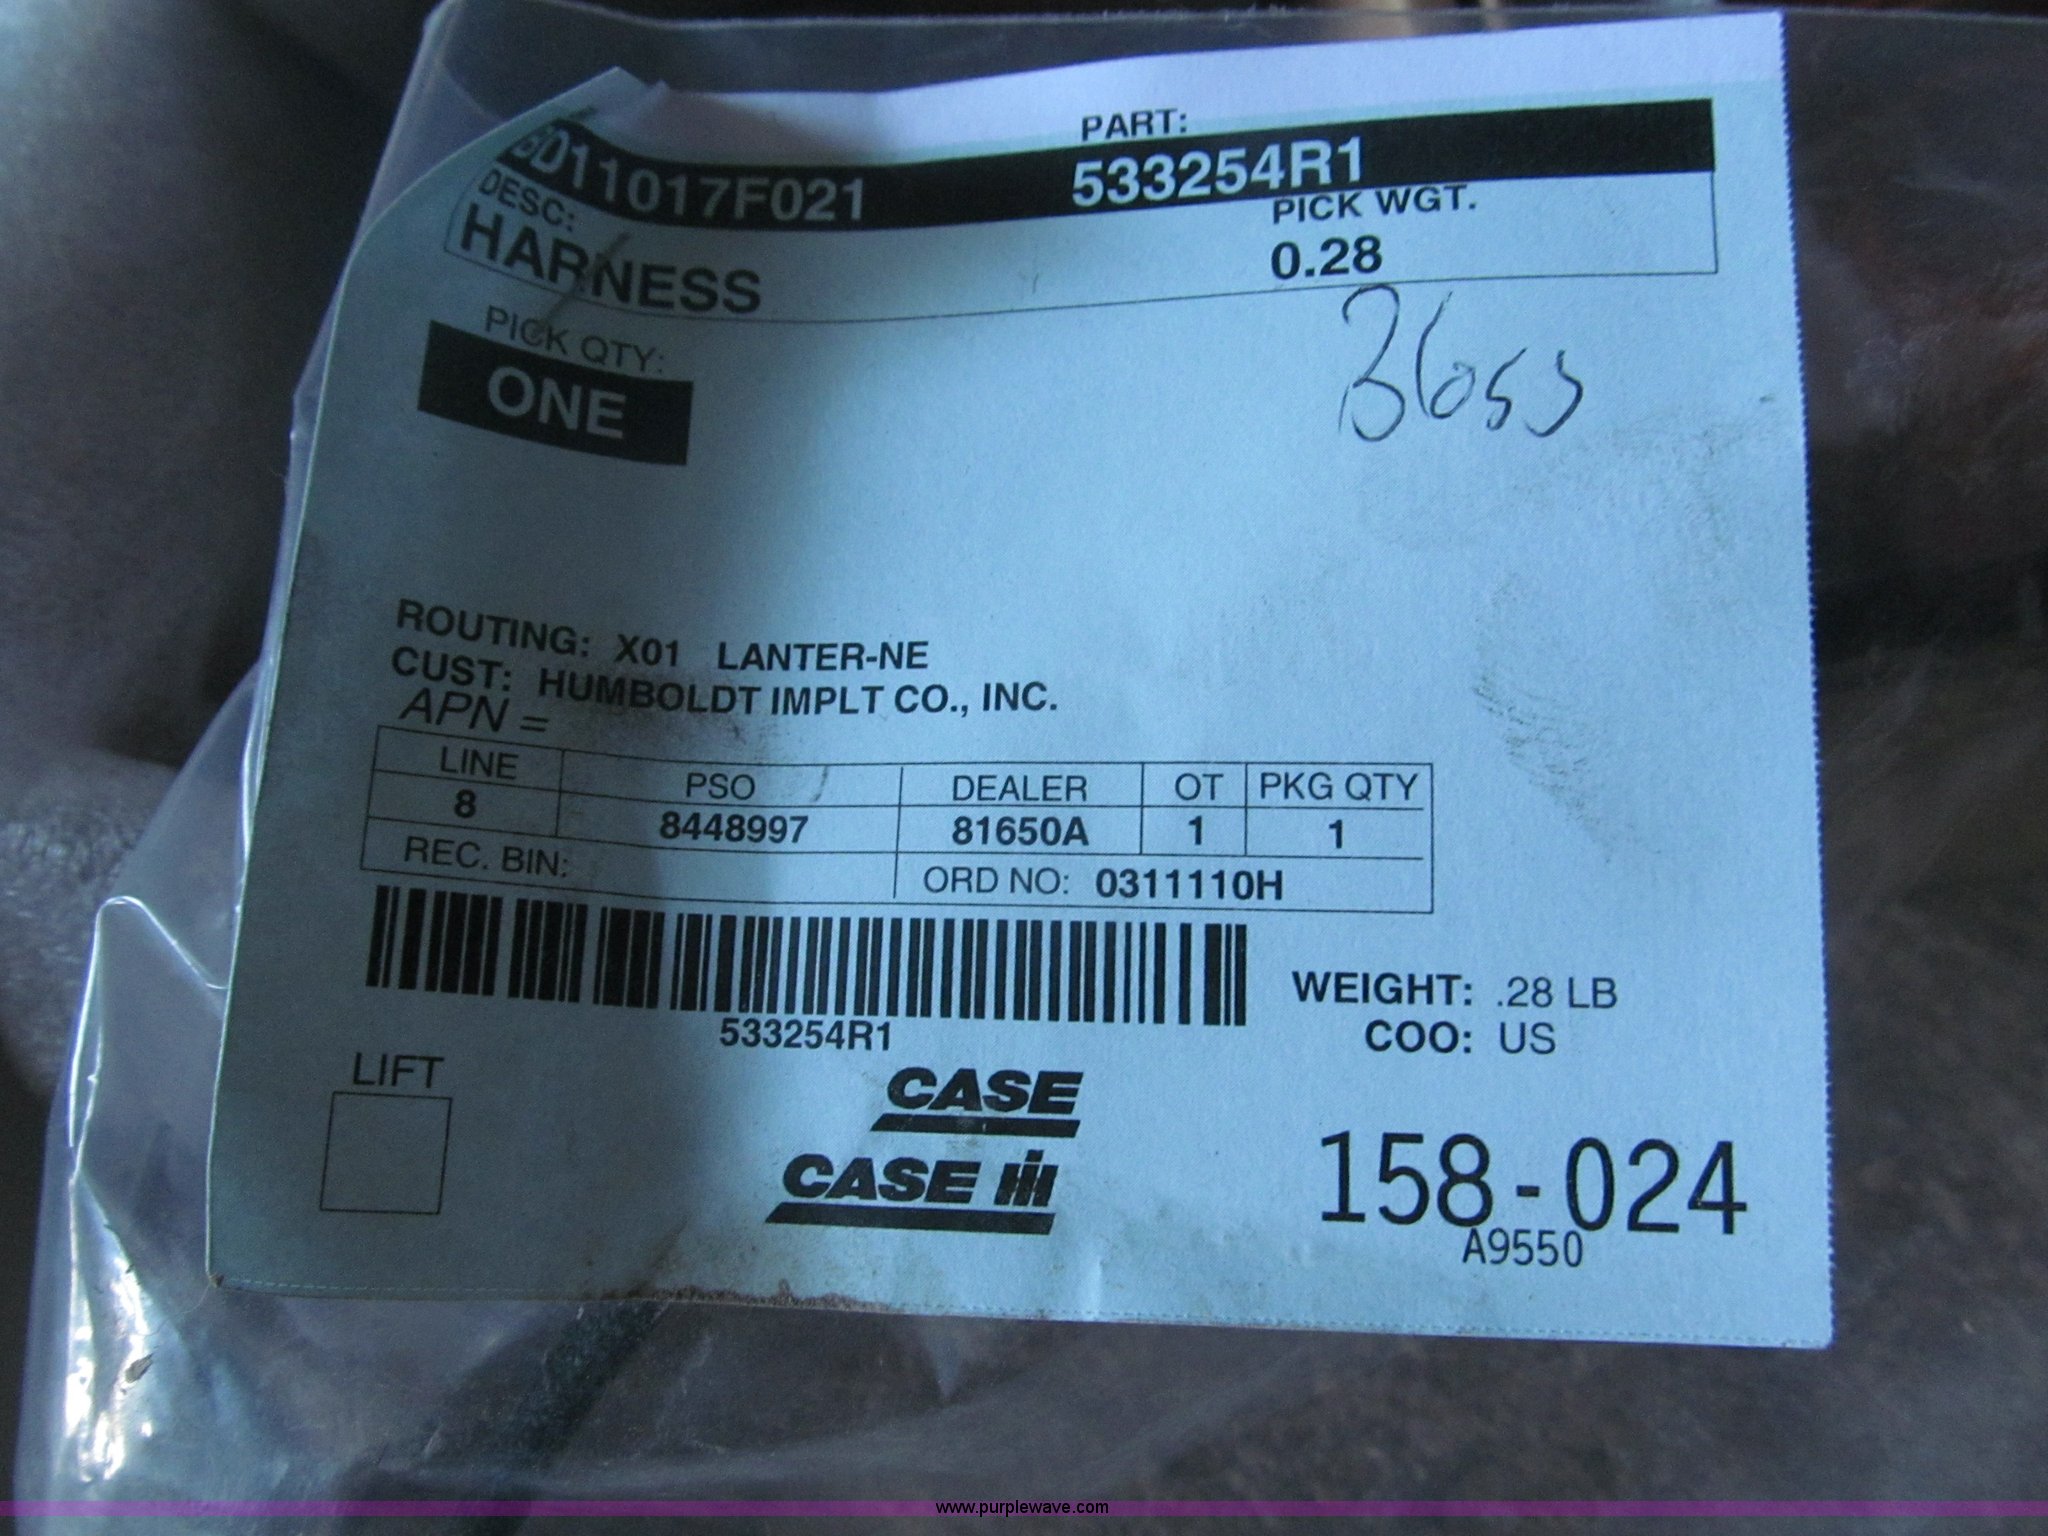 PART:
11017F021 533254R1
DESC: PICK WGT.
HARNESS 0.28
PICK QTY:
ONE
ROUTING: X01 LANTER-NE
CUST: HUMBOLDT IMPLT CO., INC.
APN =
LINE PSO DEALER OT PKG QTY
8 8448997 81650A 1 1
REC. BIN: ORD NO: 0311110H
533254R1
WEIGHT: .28 LB
COO: US
LIFT
CASE
CASE IH
158-024
A9550
www.purplewave.com